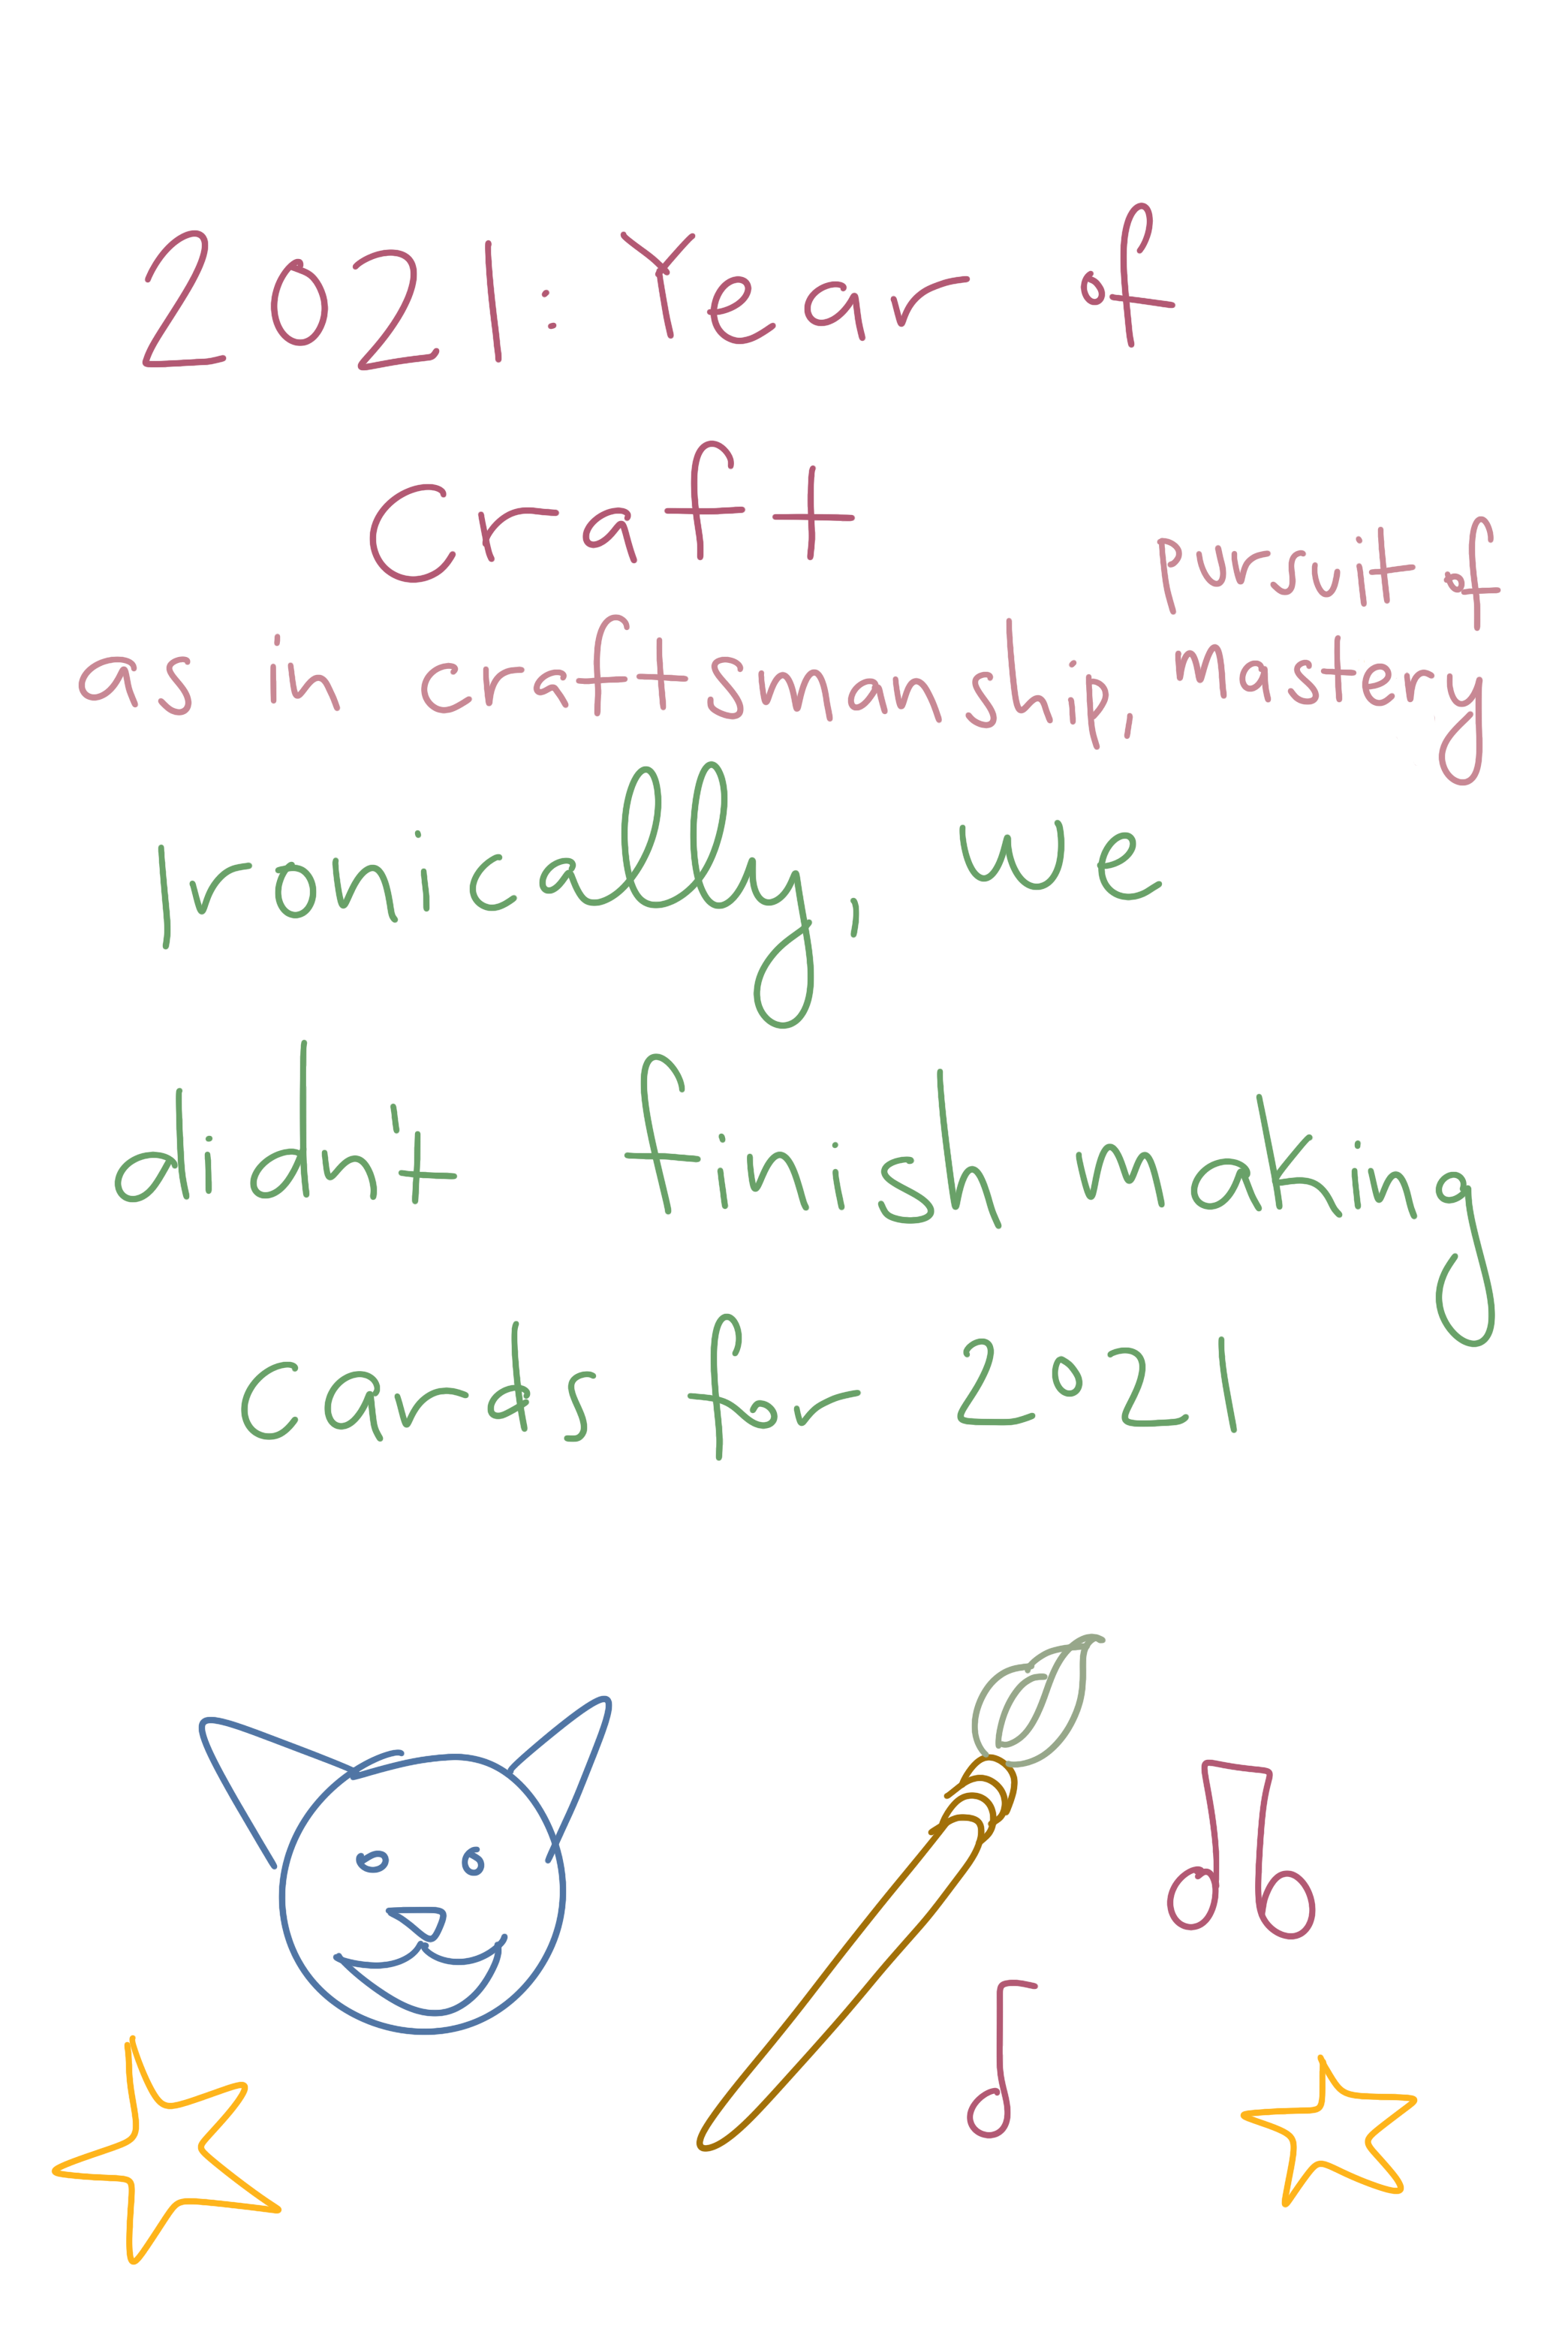 2021: Year of
Craft
as in craftsmanship, pursuit of mastery
Ironically, we
didn't finish making
cards for 2021